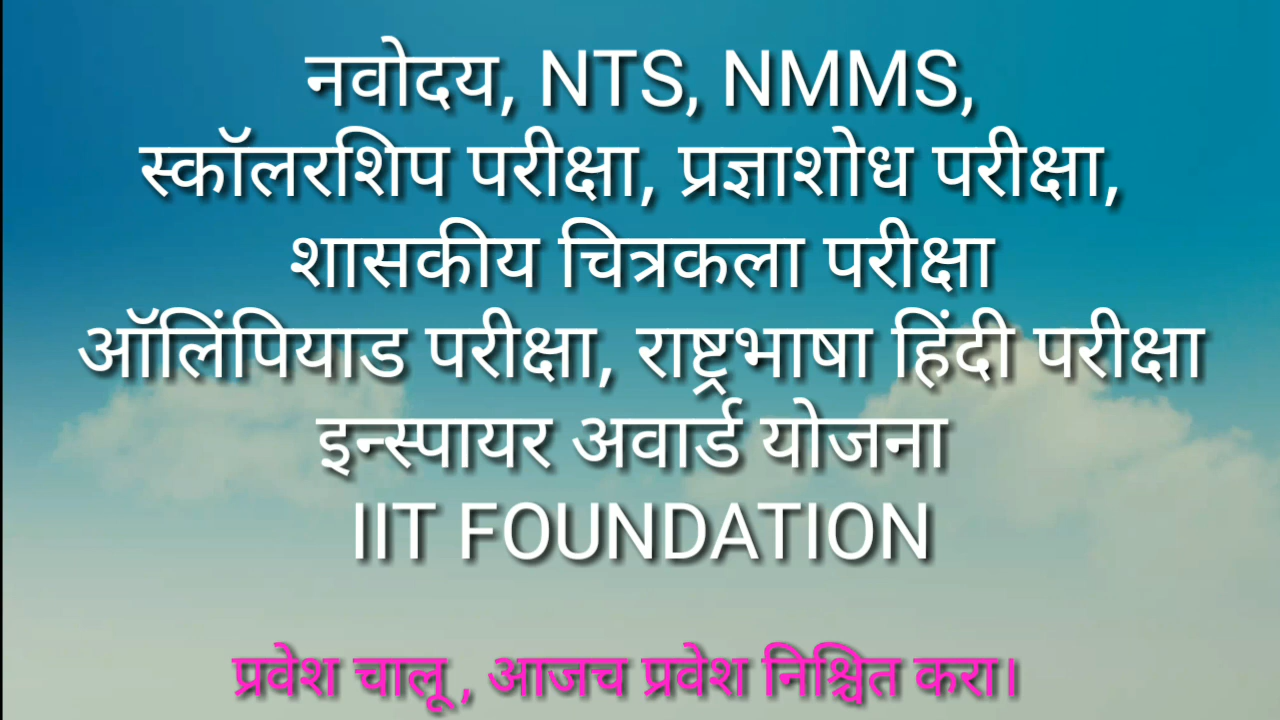 नवोदय, NTS, NMMS,
स्कॉलरशिप परीक्षा, प्रज्ञाशोध परीक्षा,
शासकीय चित्रकला परीक्षा
ऑलिंपियाड परीक्षा, राष्ट्रभाषा हिंदी परीक्षा
इन्स्पायर अवार्ड योजना
IIT FOUNDATION
प्रवेश चालू , आजच प्रवेश निश्चित करा।